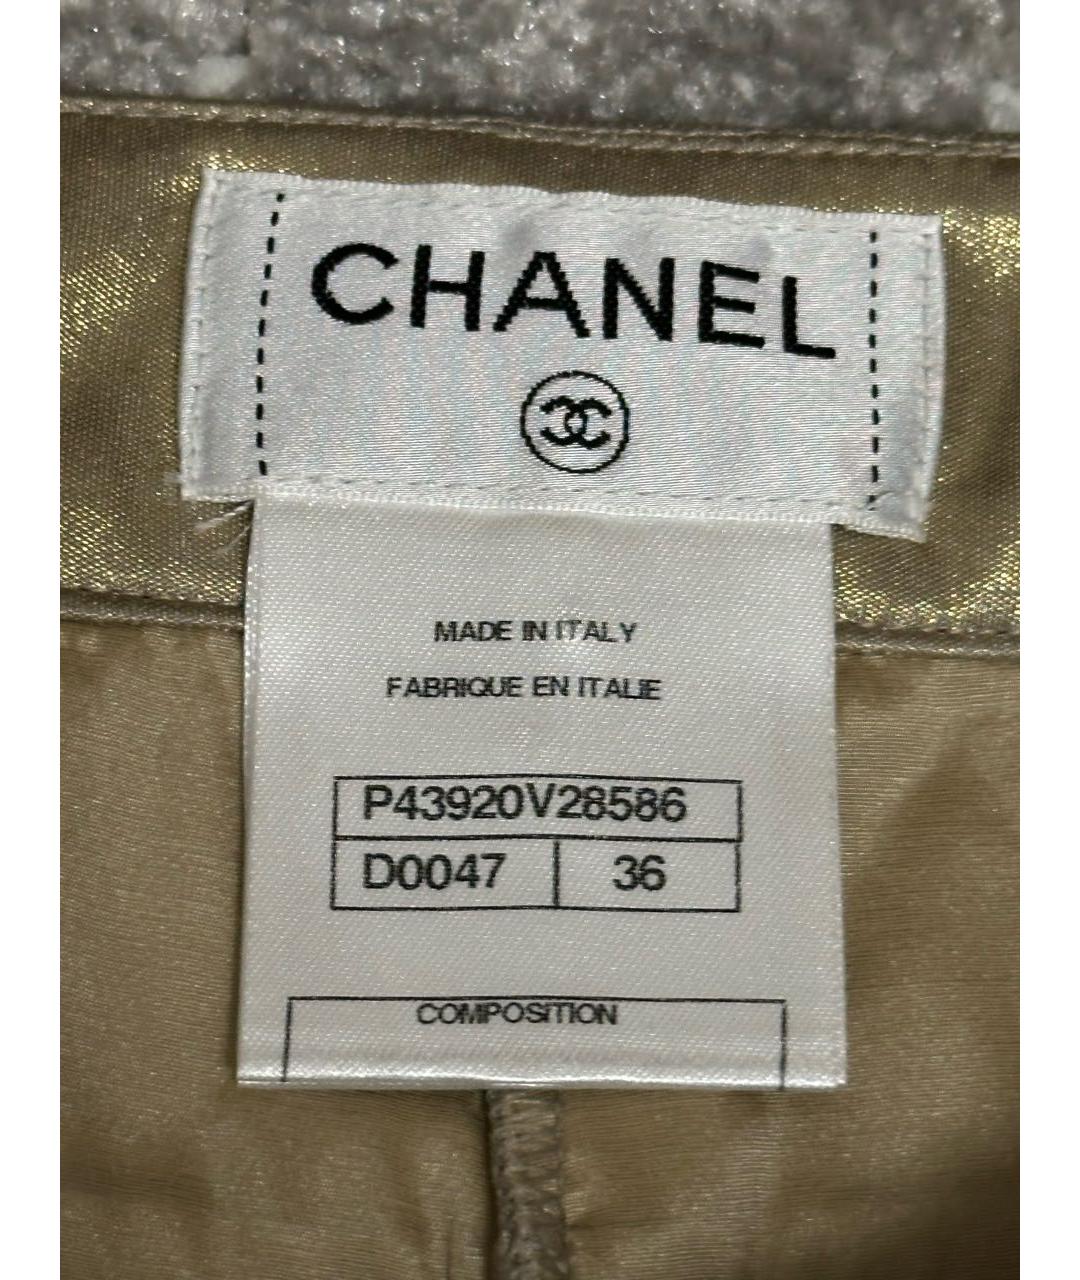 CHANEL
MADE IN ITALY
FABRIQUE EN ITALIE
P43920V28586
D0047 36
COMPOSITION